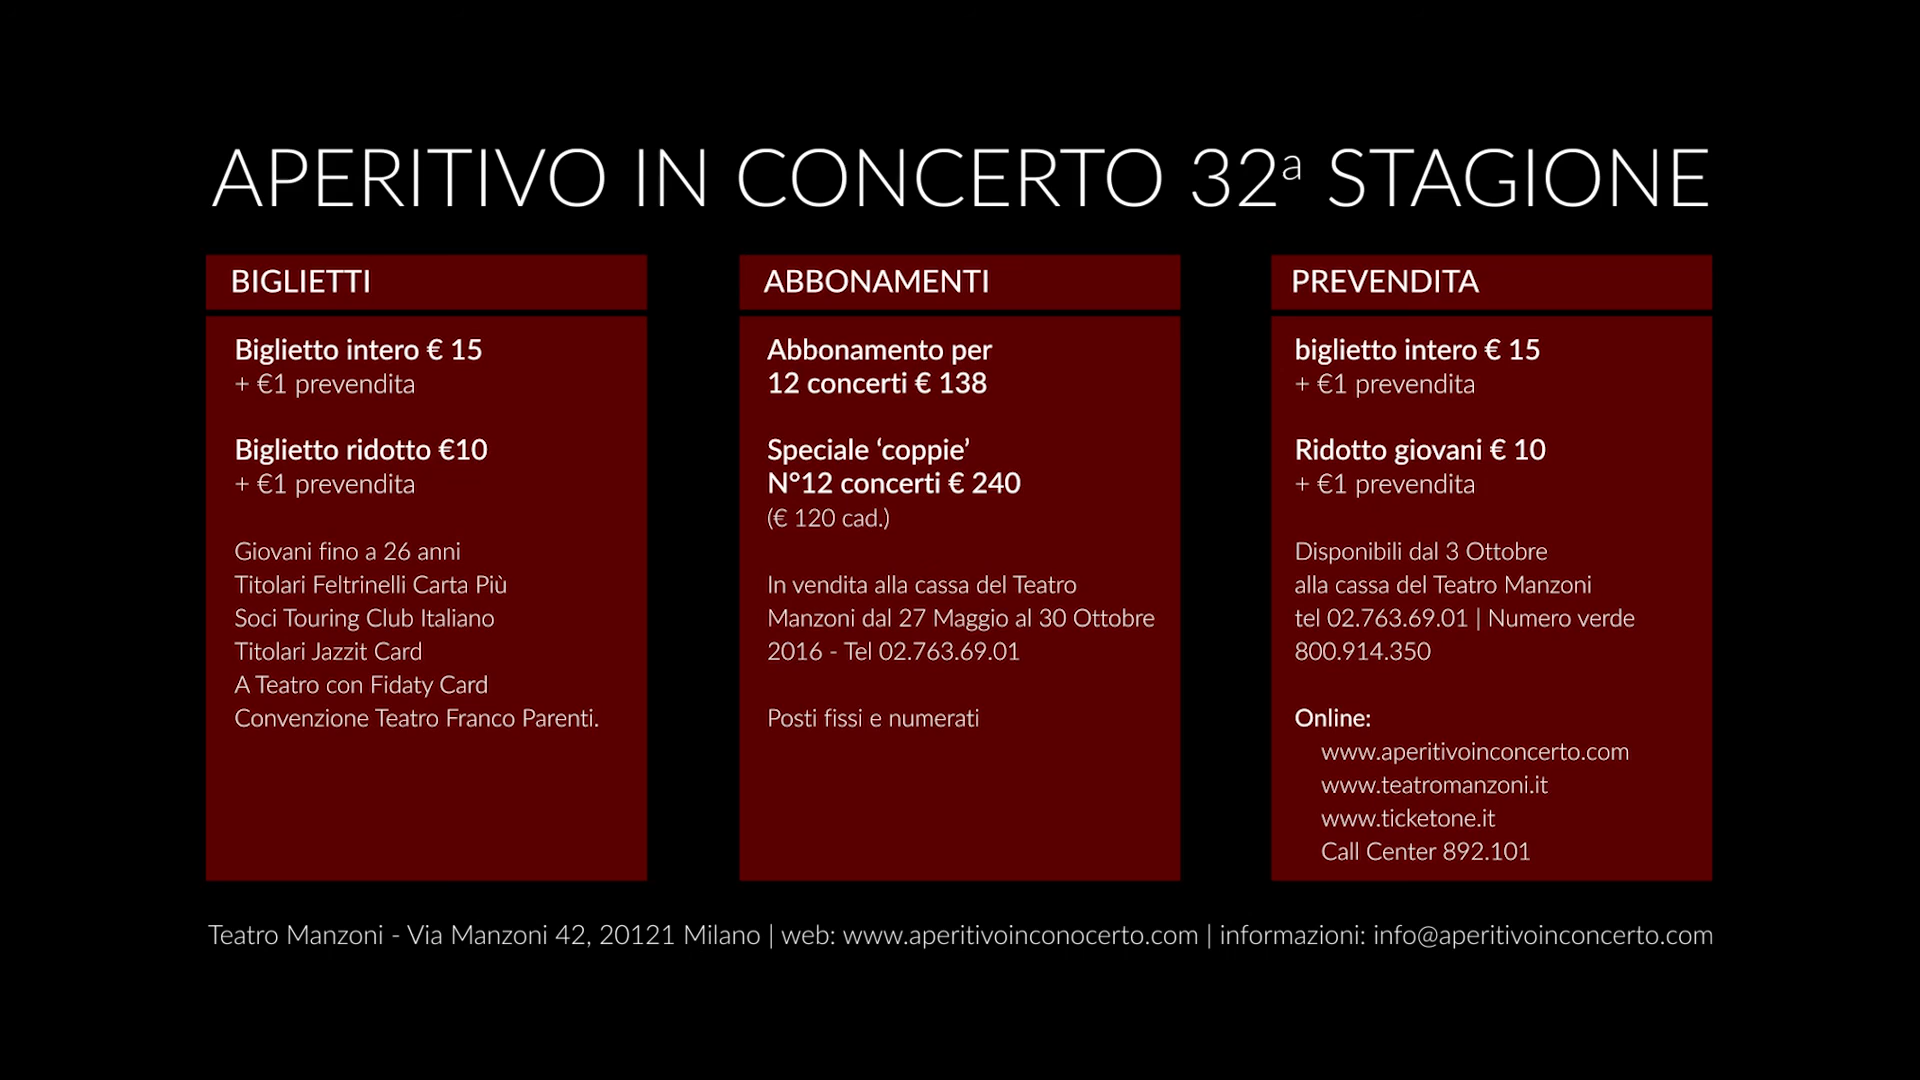 APERITIVO IN CONCERTO 32ª STAGIONE
BIGLIETTI
Biglietto intero € 15
+ €1 prevendita
Biglietto ridotto €10
+ €1 prevendita
Giovani fino a 26 anni
Titolari Feltrinelli Carta Più
Soci Touring Club Italiano
Titolari Jazzit Card
A Teatro con Fidaty Card
Convenzione Teatro Franco Parenti.
ABBONAMENTI
Abbonamento per
12 concerti € 138
Speciale ‘coppie’
N°12 concerti € 240
(€ 120 cad.)
In vendita alla cassa del Teatro
Manzoni dal 27 Maggio al 30 Ottobre
2016 - Tel 02.763.69.01
Posti fissi e numerati
PREVENDITA
biglietto intero € 15
+ €1 prevendita
Ridotto giovani € 10
+ €1 prevendita
Disponibili dal 3 Ottobre
alla cassa del Teatro Manzoni
tel 02.763.69.01 | Numero verde
800.914.350
Online:
www.aperitivoinconcerto.com
www.teatromanzoni.it
www.ticketone.it
Call Center 892.101
Teatro Manzoni - Via Manzoni 42, 20121 Milano | web: www.aperitivoinconocerto.com | informazioni: info@aperitivoinconcerto.com